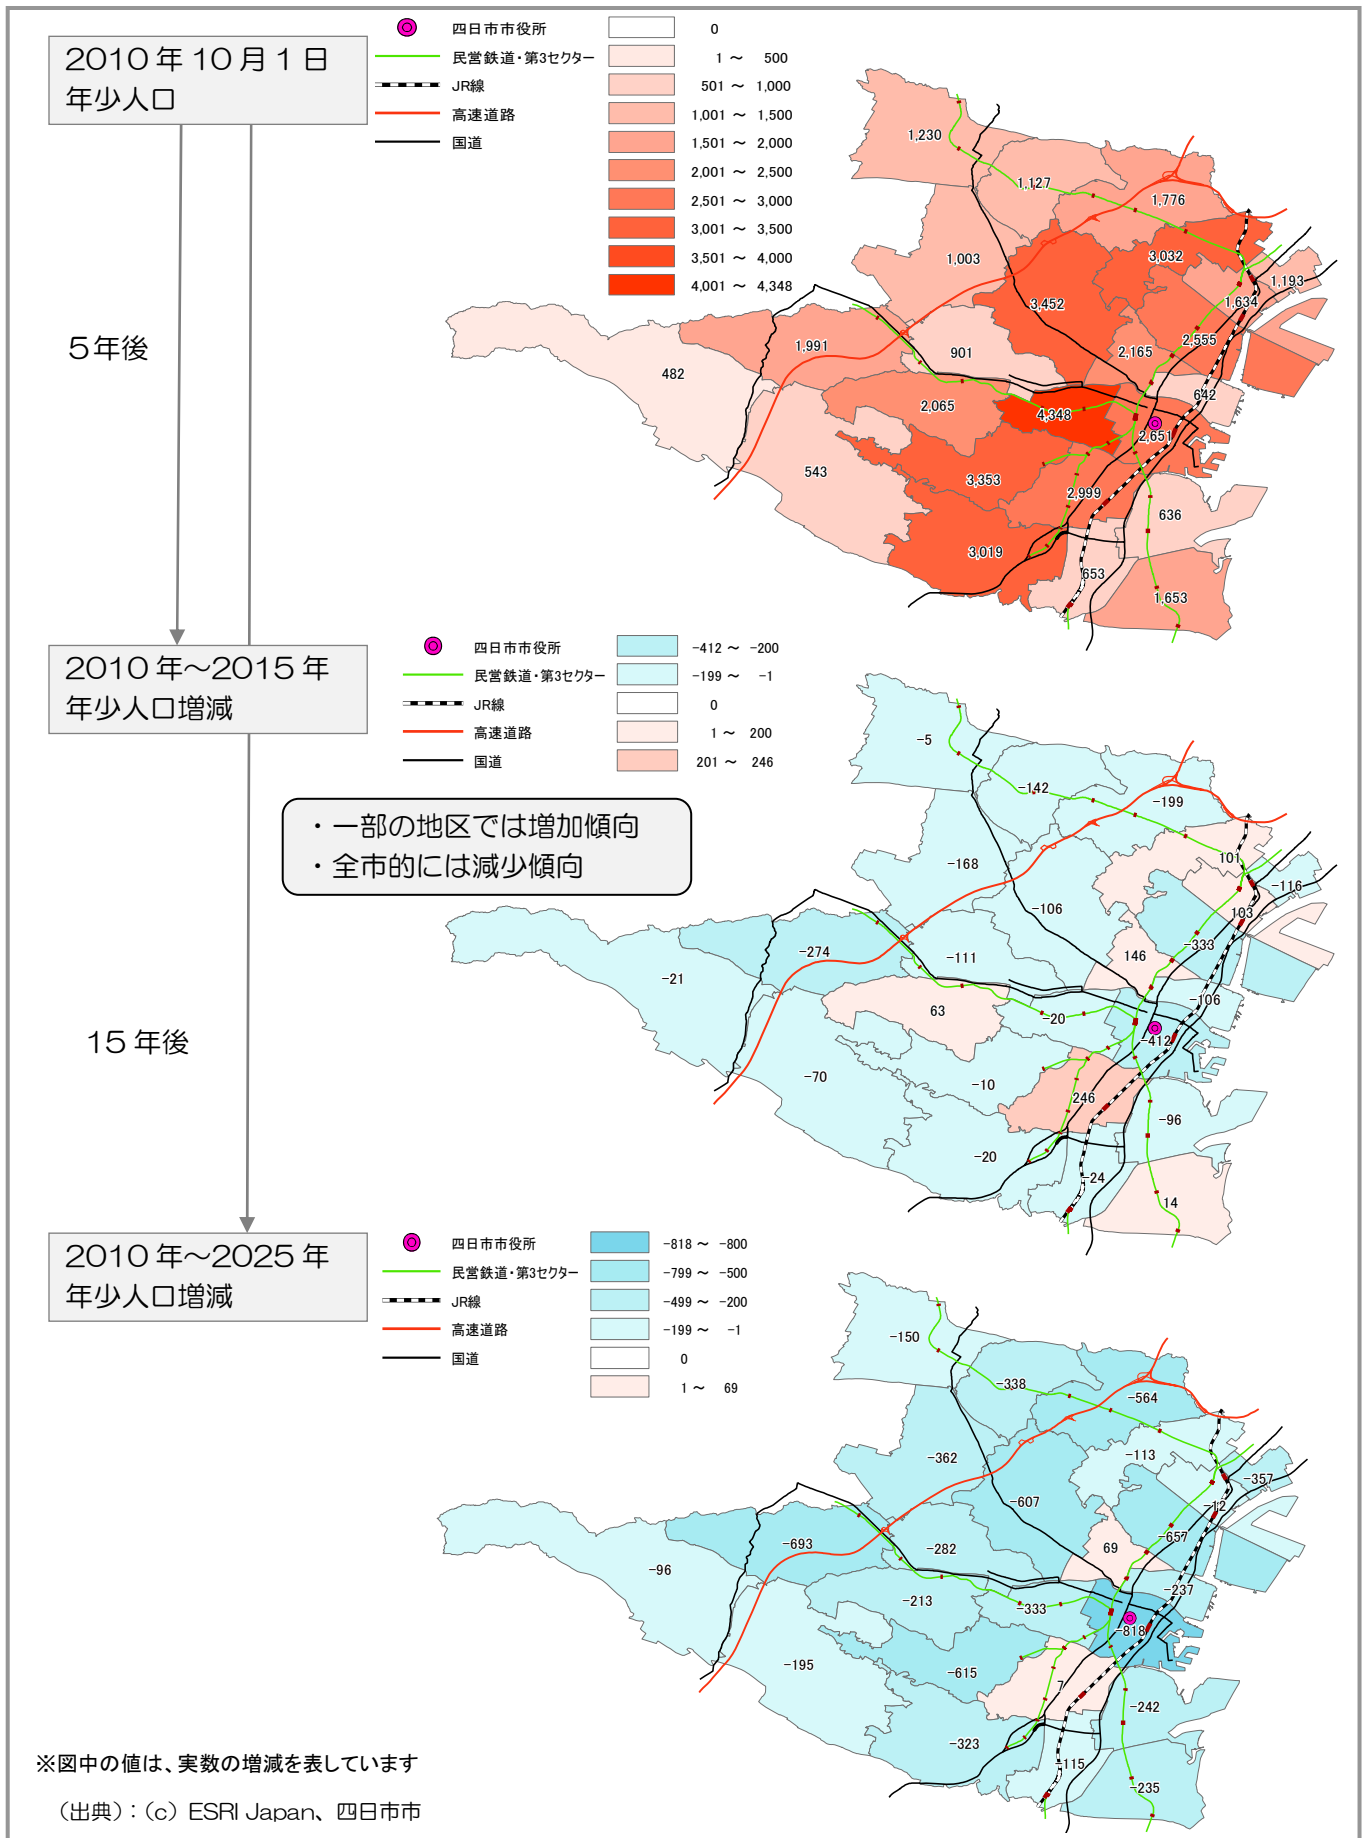 2010年10月1日
年少人口
四日市市役所
民営鉄道・第3セクター
JR線
高速道路
国道
0
1 ～ 500
501 ～ 1,000
1,001 ～ 1,500
1,501 ～ 2,000
2,001 ～ 2,500
2,501 ～ 3,000
3,001 ～ 3,500
3,501 ～ 4,000
4,001 ～ 4,348
1,230
1,127
1,776
1,003
3,032
1,193
3,452
1,634
1,991
901
2,165
2,555
482
642
2,065
4,348
2,651
543
3,353
2,999
636
3,019
653
1,653
5年後
2010年～2015年
年少人口増減
四日市市役所
民営鉄道・第3セクター
JR線
高速道路
国道
-412 ～ -200
-199 ～ -1
0
1 ～ 200
201 ～ 246
・一部の地区では増加傾向
・全市的には減少傾向
-5
-142
-199
-168
101
-116
-106
103
-274
-111
146
-333
-21
-106
63
-20
-412
-70
-10
246
-96
-20
-24
14
15年後
2010年～2025年
年少人口増減
四日市市役所
民営鉄道・第3セクター
JR線
高速道路
国道
-818 ～ -800
-799 ～ -500
-499 ～ -200
-199 ～ -1
0
1 ～ 69
-150
-338
-564
-362
-113
-357
-607
-12
-693
-282
69
-657
-96
-237
-213
-333
-818
-195
-615
7
-242
-323
-115
-235
※図中の値は、実数の増減を表しています
（出典）：(c) ESRI Japan、四日市市